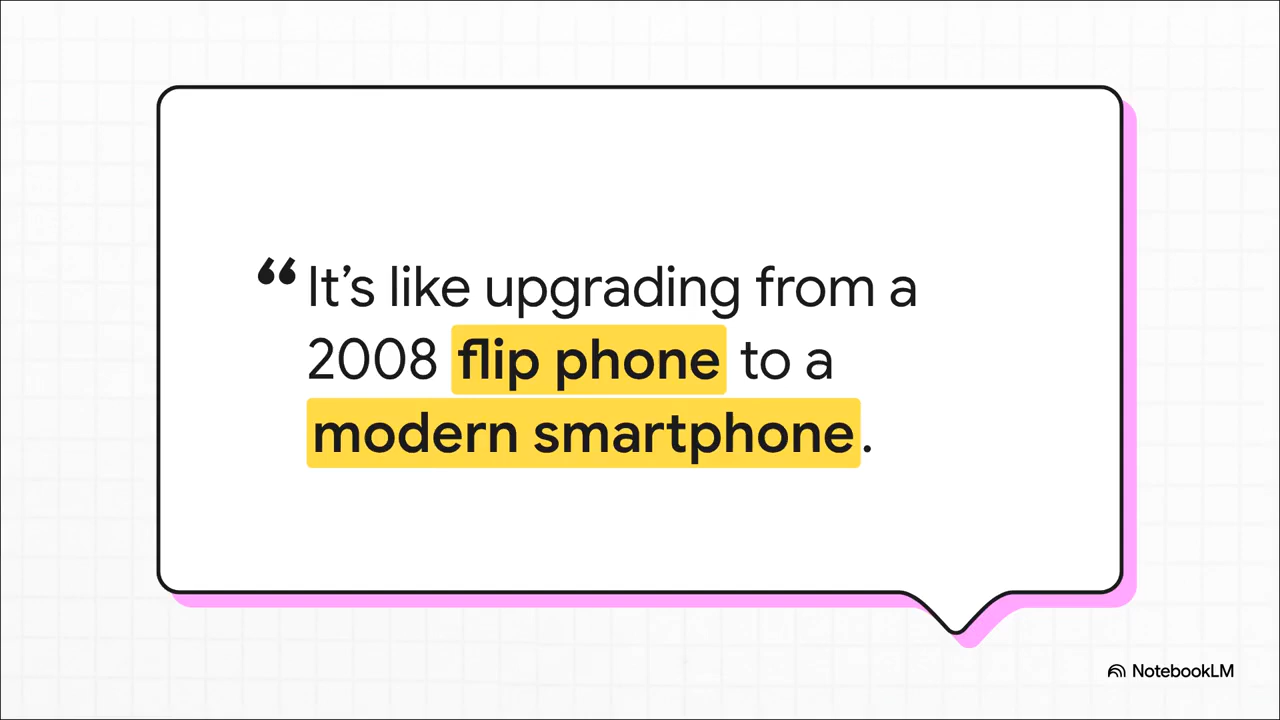 “It’s like upgrading from a
2008 flip phone to a
modern smartphone.
NotebookLM